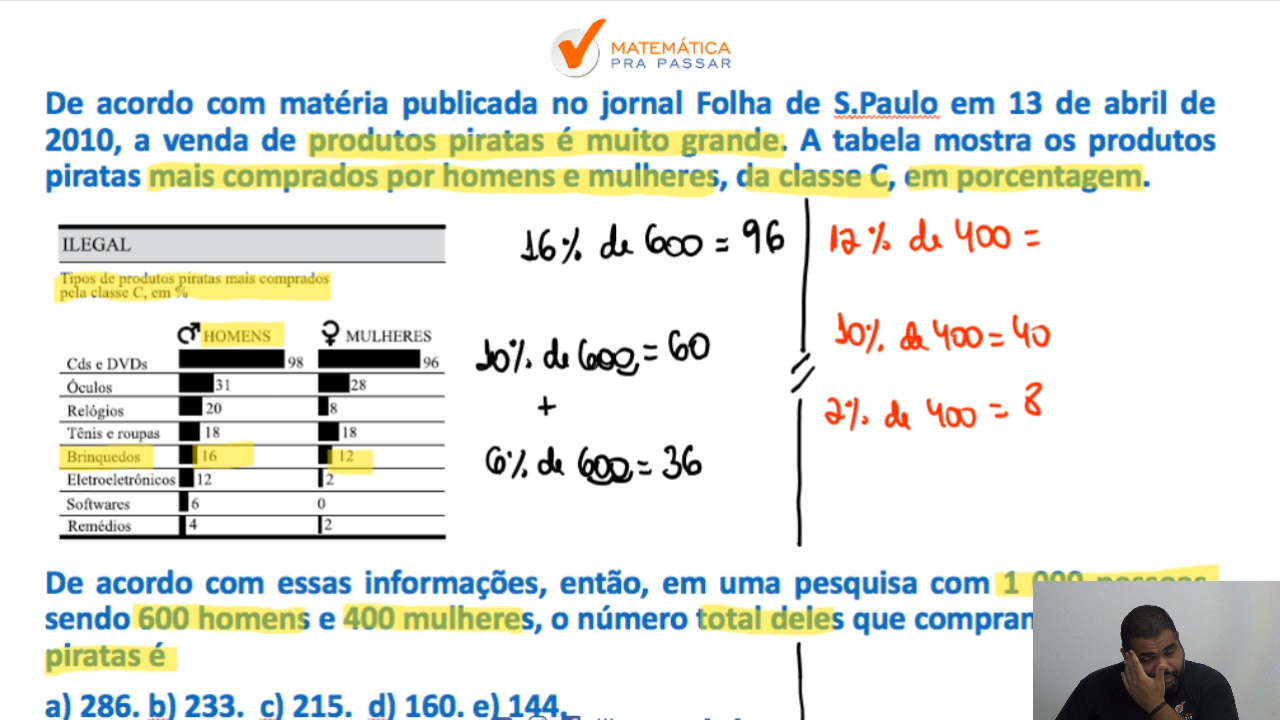 MATEMÁTICA
PRA PASSAR
De acordo com matéria publicada no jornal Folha de S.Paulo em 13 de abril de
2010, a venda de produtos piratas é muito grande. A tabela mostra os produtos
piratas mais comprados por homens e mulheres, da classe C, em porcentagem.
ILEGAL
Tipos de produtos piratas mais comprados
pela classe C, em %
HOMENS MULHERES
Cds e DVDs 98 96
Óculos 31 28
Relógios 20 8
Tênis e roupas 18 18
Brinquedos 16 12
Eletroeletrônicos 12 2
Softwares 6 0
Remédios 4 2
16% de 600 = 96
10% de 600 = 60
+
6% de 600 = 36
12% de 400 =
10% de 400 = 40
2% de 400 = 8
De acordo com essas informações, então, em uma pesquisa com 1 000 pessoas,
sendo 600 homens e 400 mulheres, o número total deles que compram
piratas é
a) 286. b) 233. c) 215. d) 160. e) 144.